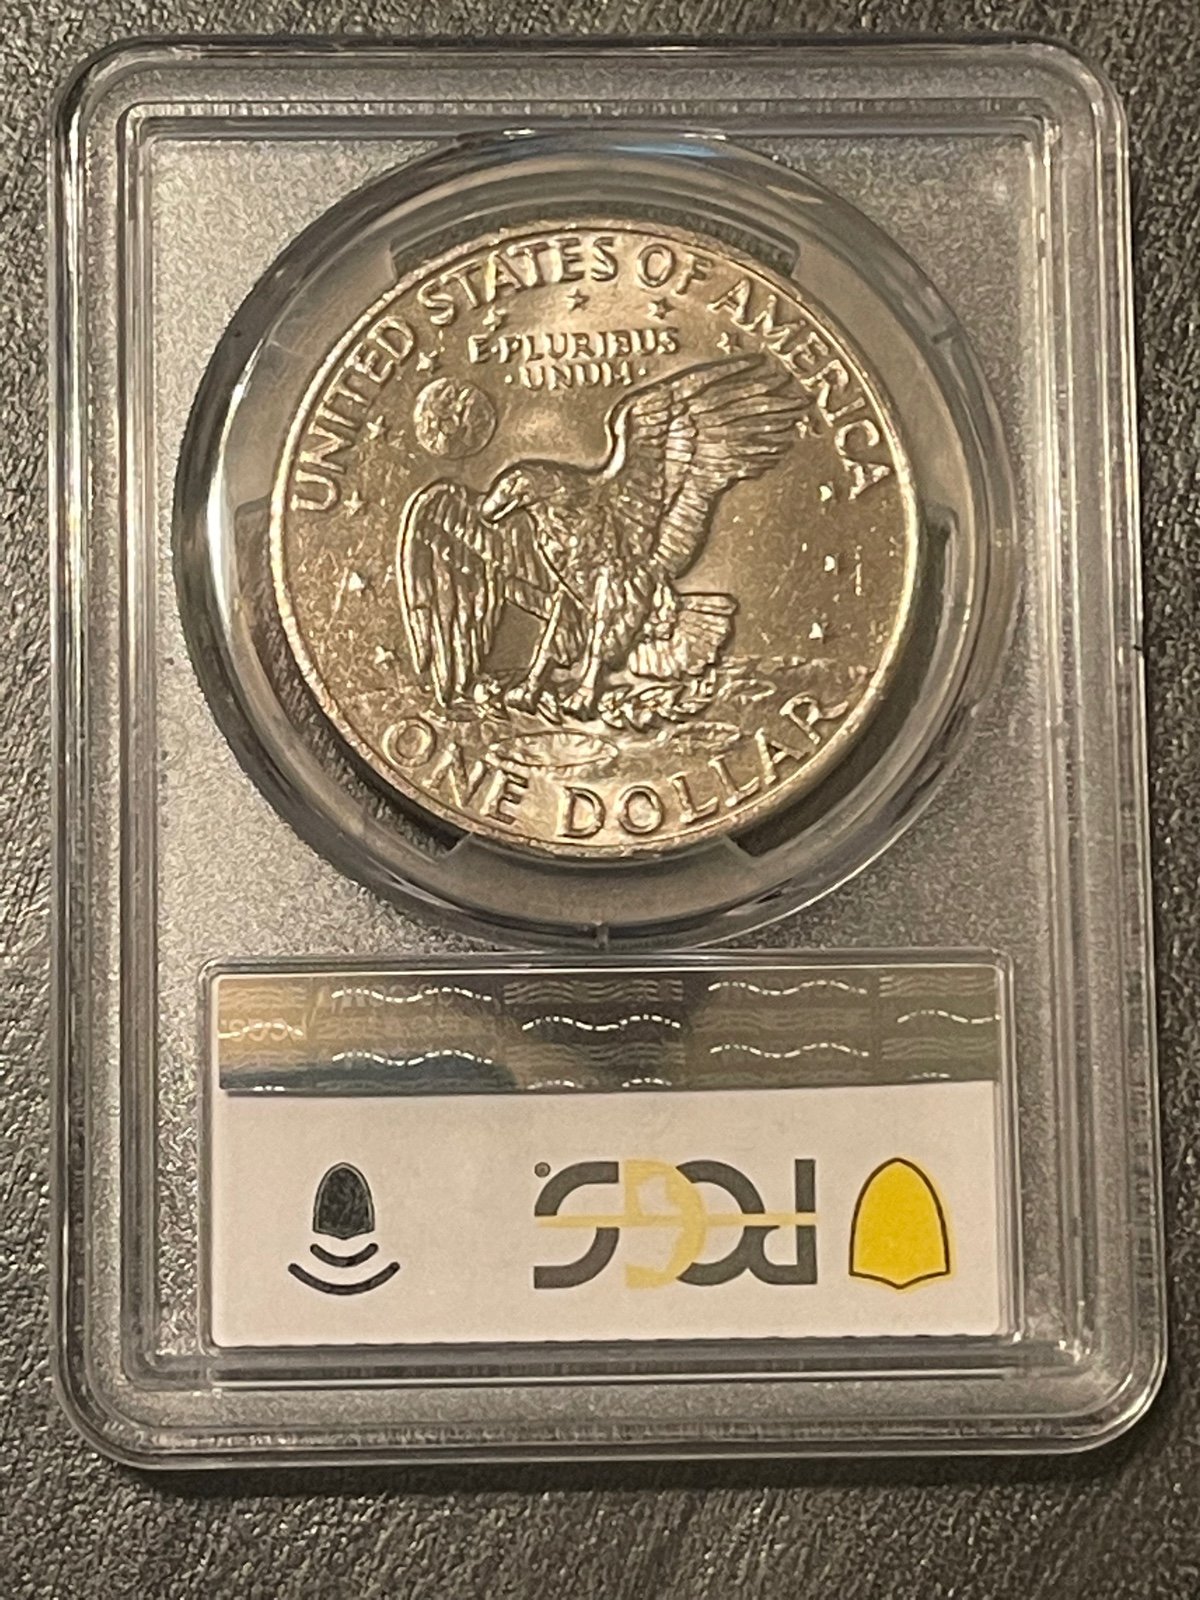 UNITED STATES OF AMERICA
E·PLURIBUS
·UNUM·
ONE DOLLAR
PCGS®